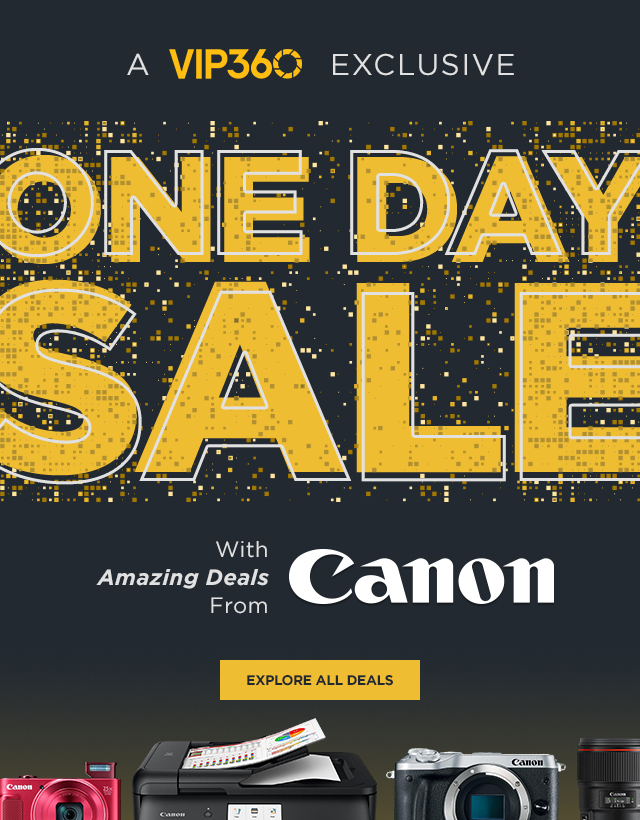 A VIP360 EXCLUSIVE
ONE DAY
SALE
With
Amazing Deals
From
Canon
EXPLORE ALL DEALS
Canon
Canon
Canon